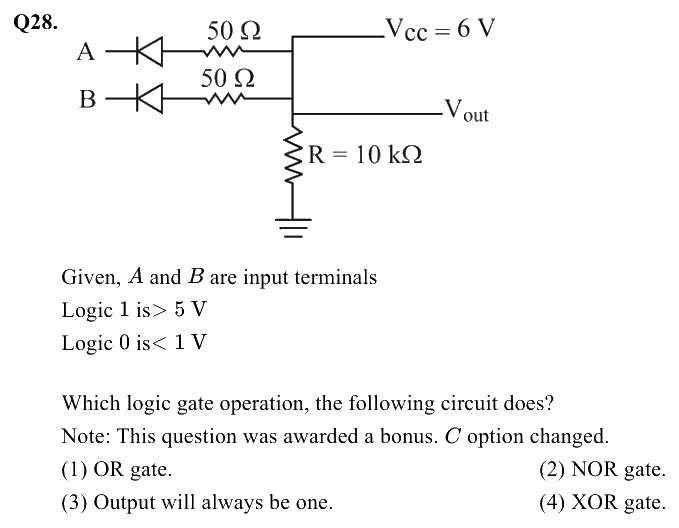 Q28.
50 Ω
V_CC = 6 V
A
50 Ω
B
V_out
R = 10 kΩ
Given, A and B are input terminals
Logic 1 is> 5 V
Logic 0 is< 1 V
Which logic gate operation, the following circuit does?
Note: This question was awarded a bonus. C option changed.
(1) OR gate.
(2) NOR gate.
(3) Output will always be one.
(4) XOR gate.